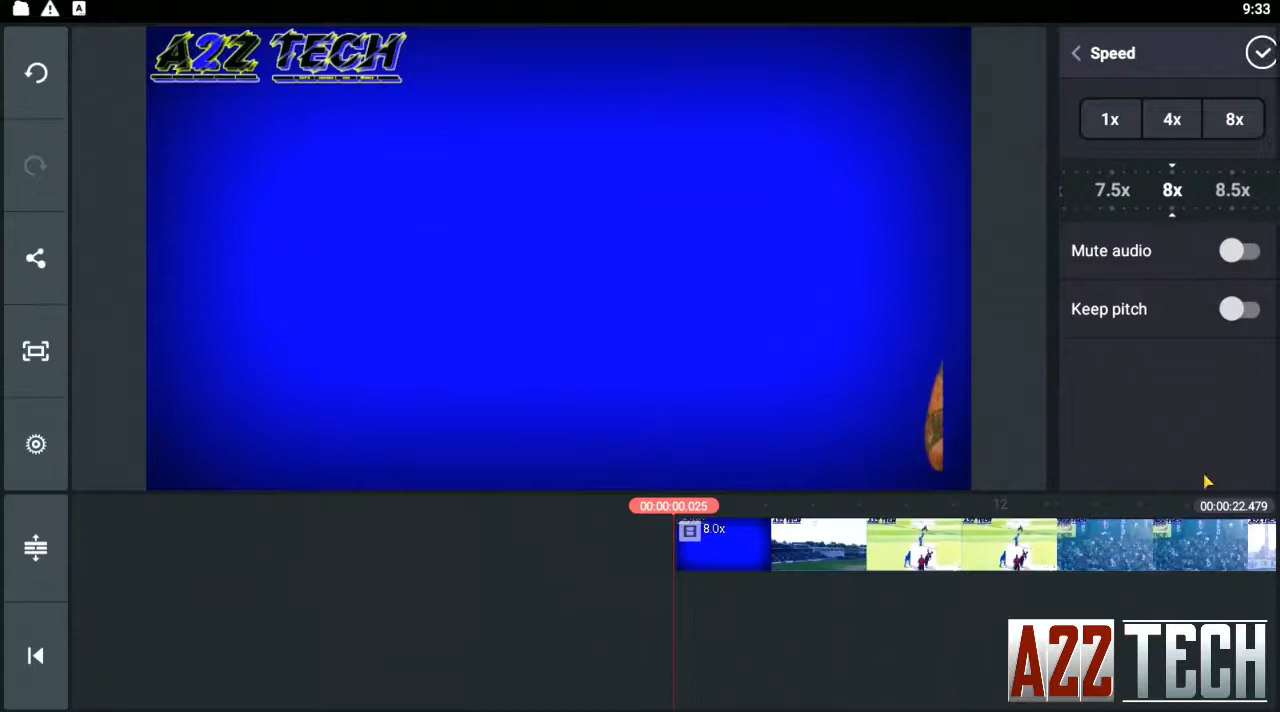 A
9:33
A2Z TECH
Speed
1x 4x 8x
7.5x 8x 8.5x
Mute audio
Keep pitch
00:00:00.025
12
00:00:22.479
8.0x
A2Z TECH